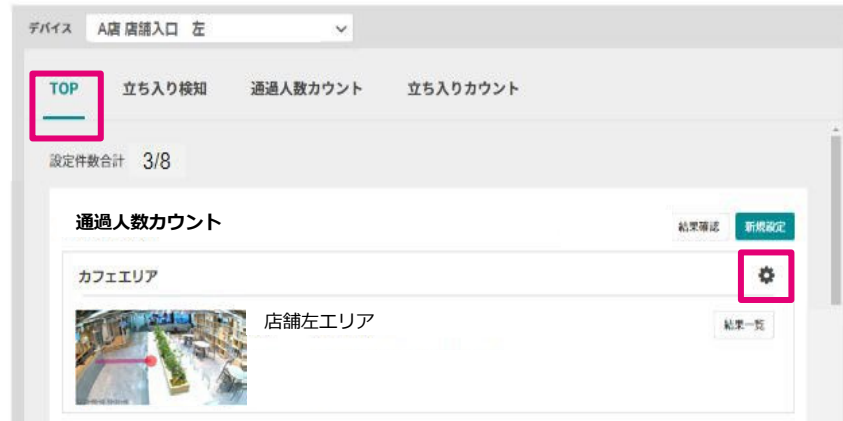 デバイス A店 店舗入口 左
TOP 立ち入り検知 通過人数カウント 立ち入りカウント
設定件数合計 3/8
通過人数カウント 結果確認 新規設定
カフェエリア
店舗左エリア 結果一覧